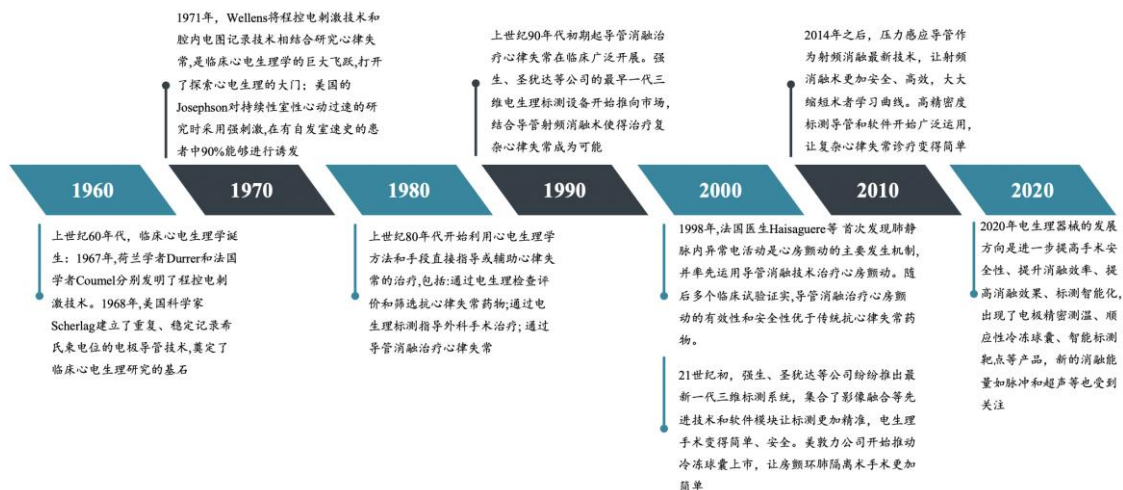 1971年，Wellens将程控电刺激技术和
腔内电图记录技术相结合研究心律失
常,是临床心电生理学的巨大飞跃,打开
了探索心电生理的大门；美国的
Josephson对持续性室性心动过速的研
究时采用强刺激,在有自发室速史的患
者中90%能够进行诱发
上世纪90年代初期起导管消融治
疗心律失常在临床广泛开展。强
生、圣犹达等公司的最早一代三
维电生理标测设备开始推向市场，
结合导管射频消融术使得治疗复
杂心律失常成为可能
2014年之后，压力感应导管作
为射频消融最新技术，让射频
消融术更加安全、高效，大大
缩短术者学习曲线。高精密度
标测导管和软件开始广泛运用，
让复杂心律失常诊疗变得简单
1960
1970
1980
1990
2000
2010
2020
上世纪60年代，临床心电生理学诞
生：1967年,荷兰学者Durrer和法国
学者Coumel分别发明了程控电刺
激技术。1968年,美国科学家
Scherlag建立了重复、稳定记录希
氏束电位的电极导管技术,奠定了
临床心电生理研究的基石
上世纪80年代开始利用心电生理学
方法和手段直接指导或辅助心律失
常的治疗,包括:通过电生理检查评
价和筛选抗心律失常药物;通过电
生理标测指导外科手术治疗; 通过
导管消融治疗心律失常
1998年,法国医生Haisaguere等 首次发现肺静
脉内异常电活动是心房颤动的主要发生机制,
并率先运用导管消融技术治疗心房颤动。随
后多个临床试验证实,导管消融治疗心房颤
动的有效性和安全性优于传统抗心律失常药
物。
21世纪初，强生、圣犹达等公司纷纷推出最
新一代三维标测系统，集合了影像融合等先
进技术和软件模块让标测更加精准，电生理
手术变得简单、安全。美敦力公司开始推动
冷冻球囊上市，让房颤环肺隔离术手术更加
简单
2020年电生理器械的发展
方向是进一步提高手术安
全性、提升消融效率、提
高消融效果、标测智能化,
出现了电极精密测温、顺
应性冷冻球囊、智能标测
靶点等产品，新的消融能
量如脉冲和超声等也受到
关注